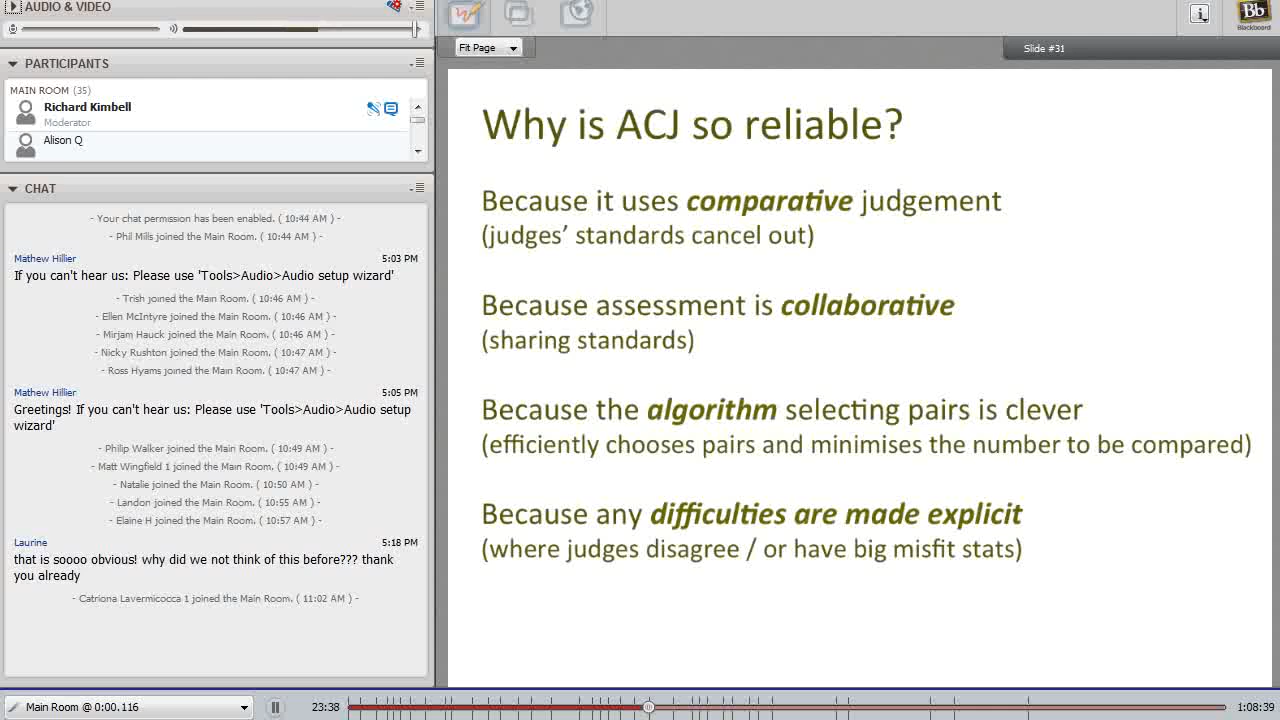 AUDIO & VIDEO
PARTICIPANTS
MAIN ROOM (35)
Richard Kimbell
Moderator
Alison Q
CHAT
- Your chat permission has been enabled. ( 10:44 AM ) -
- Phil Mills joined the Main Room. ( 10:44 AM ) -
Mathew Hillier 5:03 PM
If you can't hear us: Please use 'Tools>Audio>Audio setup wizard'
- Trish joined the Main Room. ( 10:46 AM ) -
- Ellen McIntyre joined the Main Room. ( 10:46 AM ) -
- Mirjam Hauck joined the Main Room. ( 10:46 AM ) -
- Nicky Rushton joined the Main Room. ( 10:47 AM ) -
- Ross Hyams joined the Main Room. ( 10:47 AM ) -
Mathew Hillier 5:05 PM
Greetings! If you can't hear us: Please use 'Tools>Audio>Audio setup
wizard'
- Philip Walker joined the Main Room. ( 10:49 AM ) -
- Matt Wingfield 1 joined the Main Room. ( 10:49 AM ) -
- Natalie joined the Main Room. ( 10:50 AM ) -
- Landon joined the Main Room. ( 10:55 AM ) -
- Elaine H joined the Main Room. ( 10:57 AM ) -
Laurine 5:18 PM
that is soooo obvious! why did we not think of this before??? thank
you already
- Catriona Lavermicocca 1 joined the Main Room. ( 11:02 AM ) -
Bb
Blackboard
Fit Page
Slide #31
Why is ACJ so reliable?
Because it uses comparative judgement
(judges' standards cancel out)
Because assessment is collaborative
(sharing standards)
Because the algorithm selecting pairs is clever
(efficiently chooses pairs and minimises the number to be compared)
Because any difficulties are made explicit
(where judges disagree / or have big misfit stats)
Main Room @ 0:00.116
23:38
1:08:39